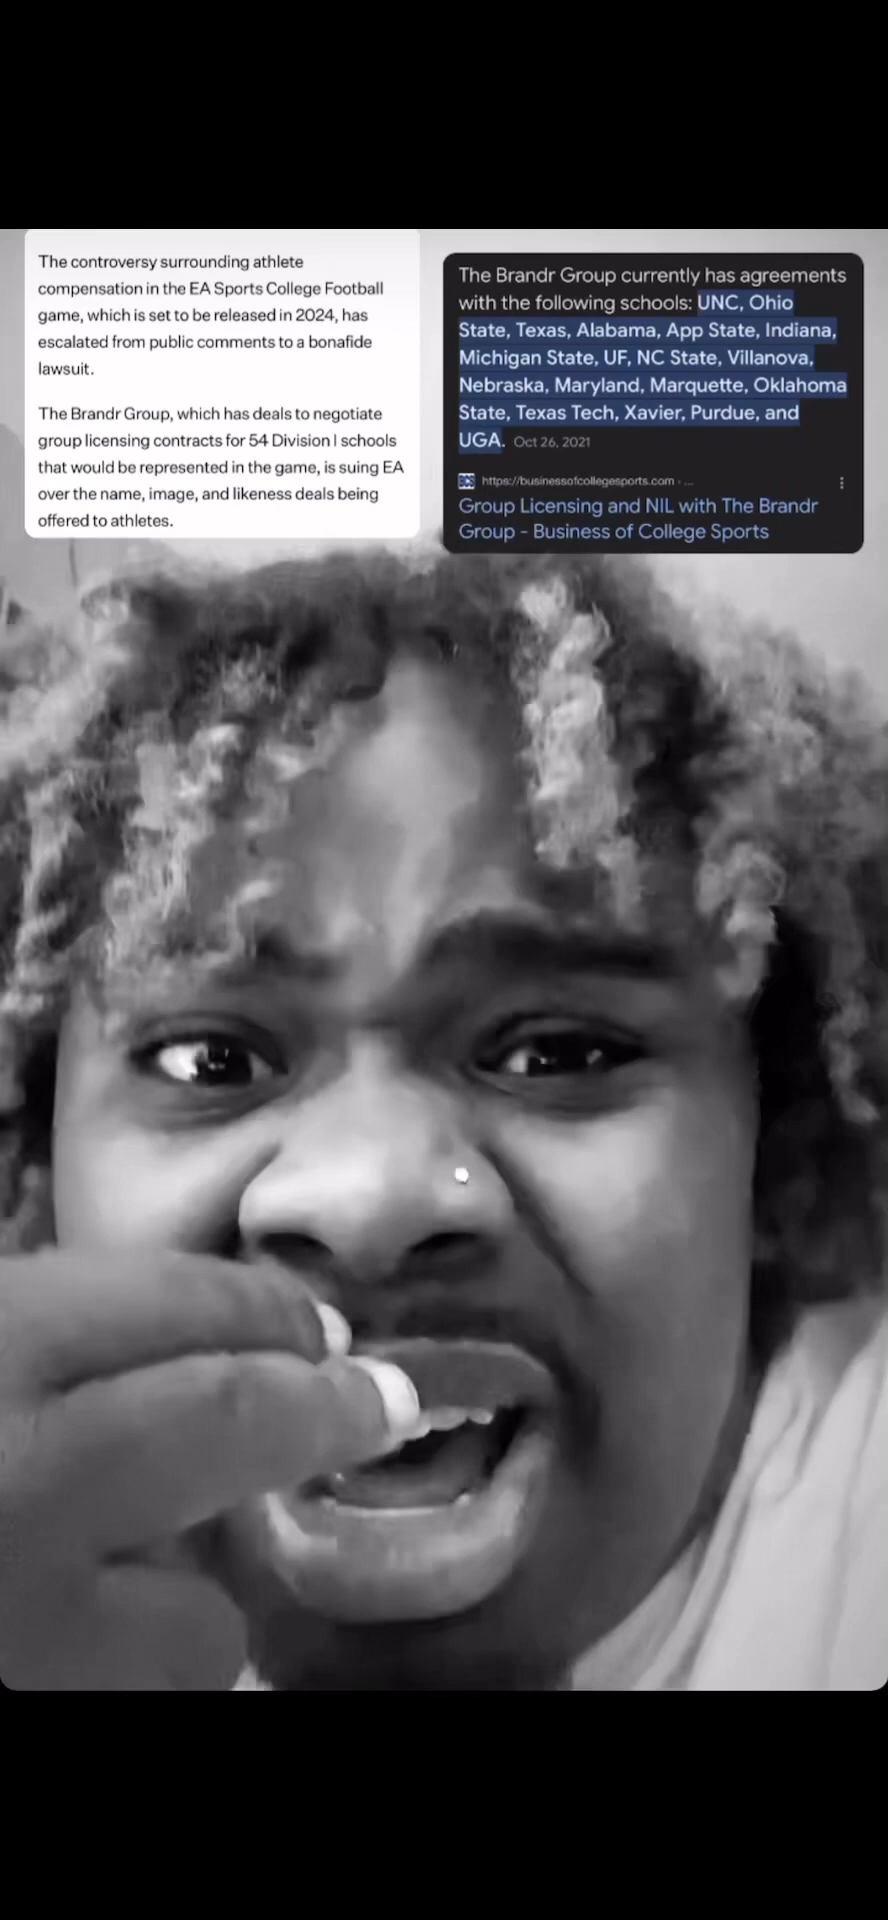 The controversy surrounding athlete
compensation in the EA Sports College Football
game, which is set to be released in 2024, has
escalated from public comments to a bonafide
lawsuit.
The Brandr Group, which has deals to negotiate
group licensing contracts for 54 Division I schools
that would be represented in the game, is suing EA
over the name, image, and likeness deals being
offered to athletes.
The Brandr Group currently has agreements
with the following schools: UNC, Ohio
State, Texas, Alabama, App State, Indiana,
Michigan State, UF, NC State, Villanova,
Nebraska, Maryland, Marquette, Oklahoma
State, Texas Tech, Xavier, Purdue, and
UGA. Oct 26, 2021
https://businessofcollegesports.com › ...
Group Licensing and NIL with The Brandr
Group - Business of College Sports